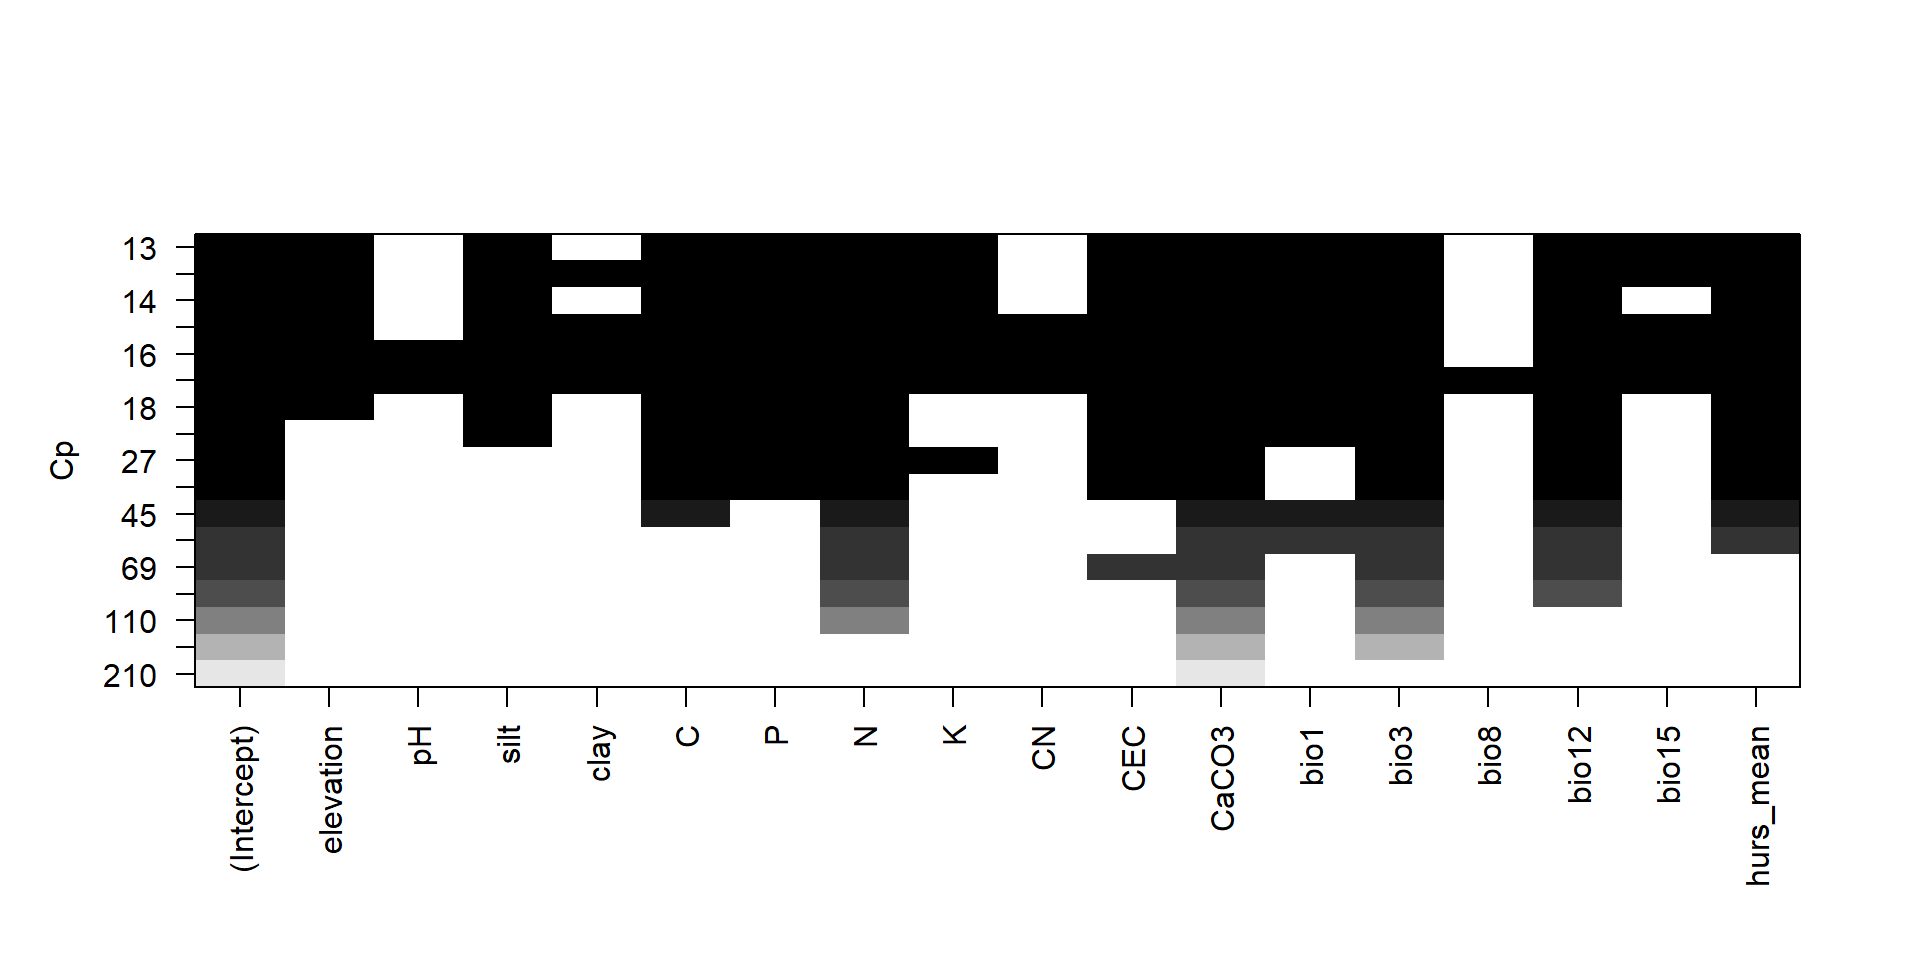 Cp
13
14
16
18
27
45
69
110
210
(Intercept)
elevation
pH
silt
clay
C
P
N
K
CN
CEC
CaCO3
bio1
bio3
bio8
bio12
bio15
hurs_mean